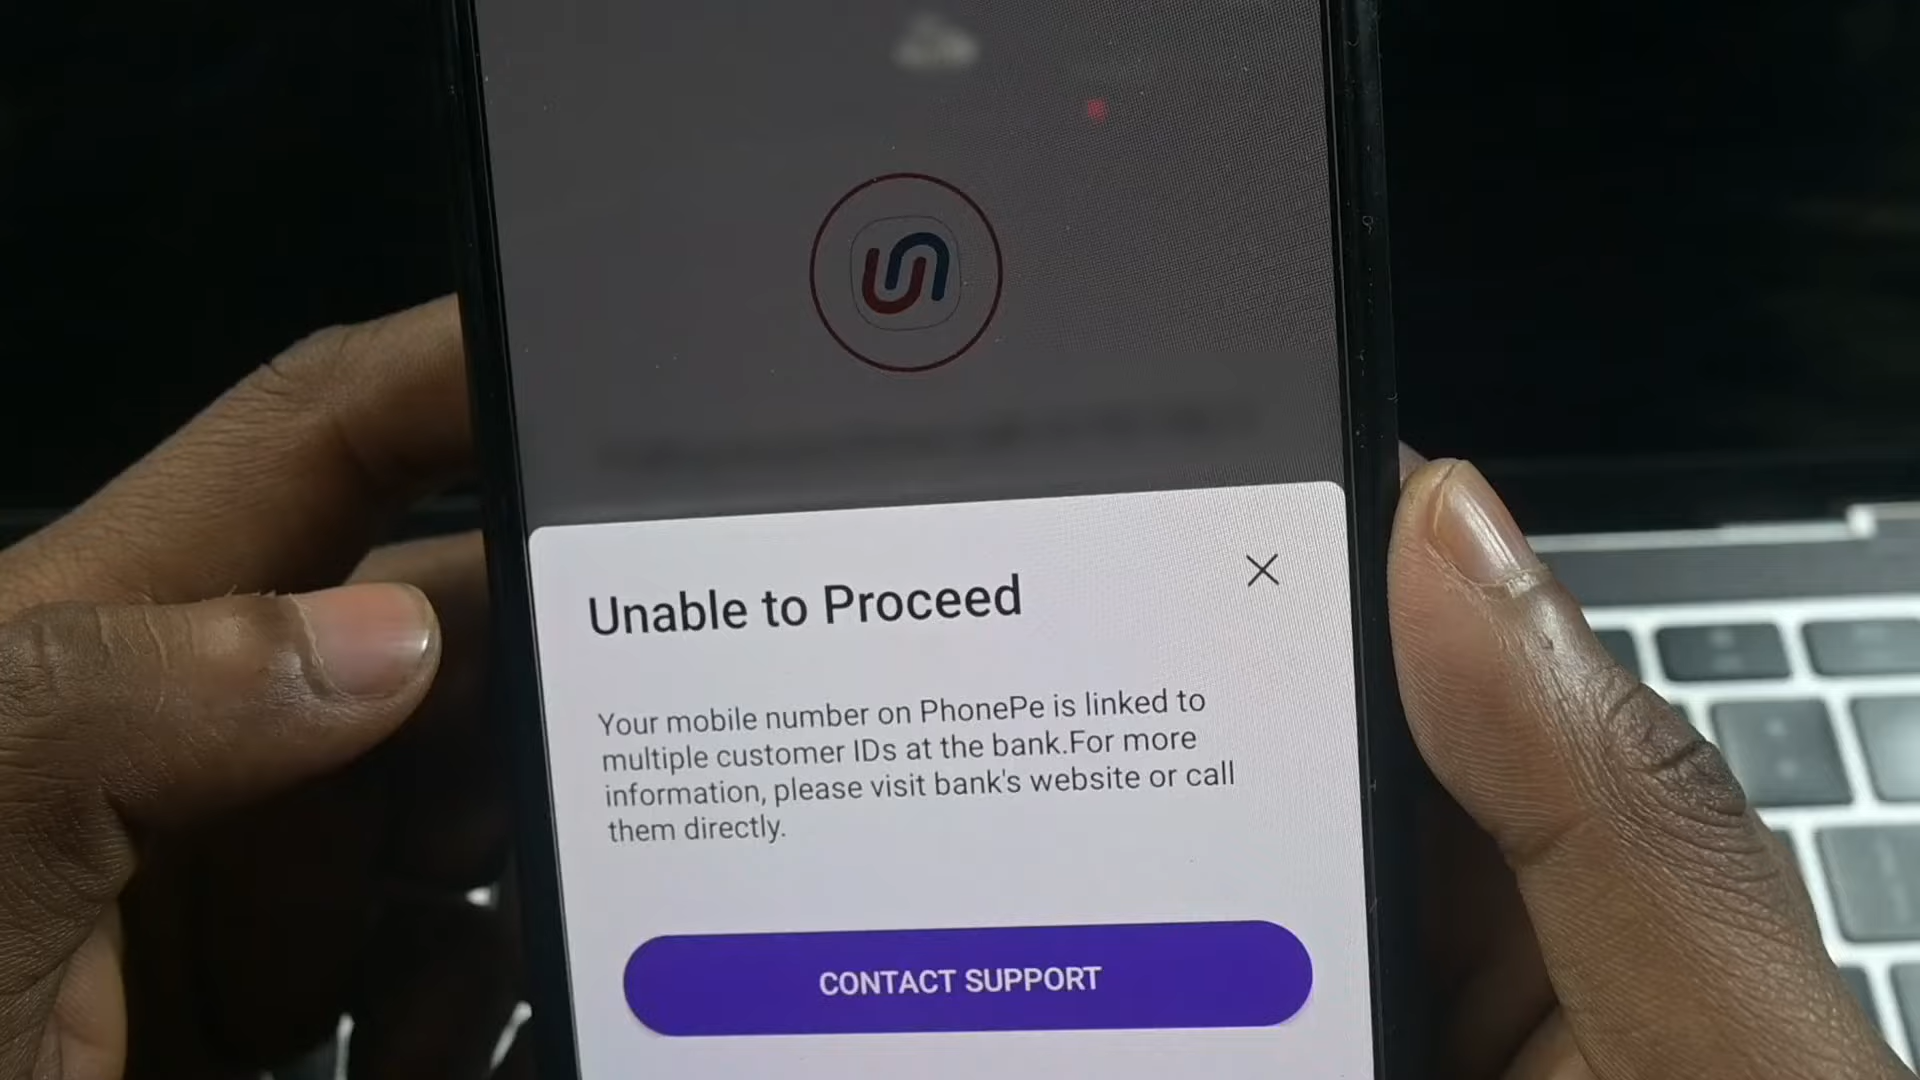 Unable to Proceed
Your mobile number on PhonePe is linked to
multiple customer IDs at the bank.For more
information, please visit bank's website or call
them directly.
CONTACT SUPPORT